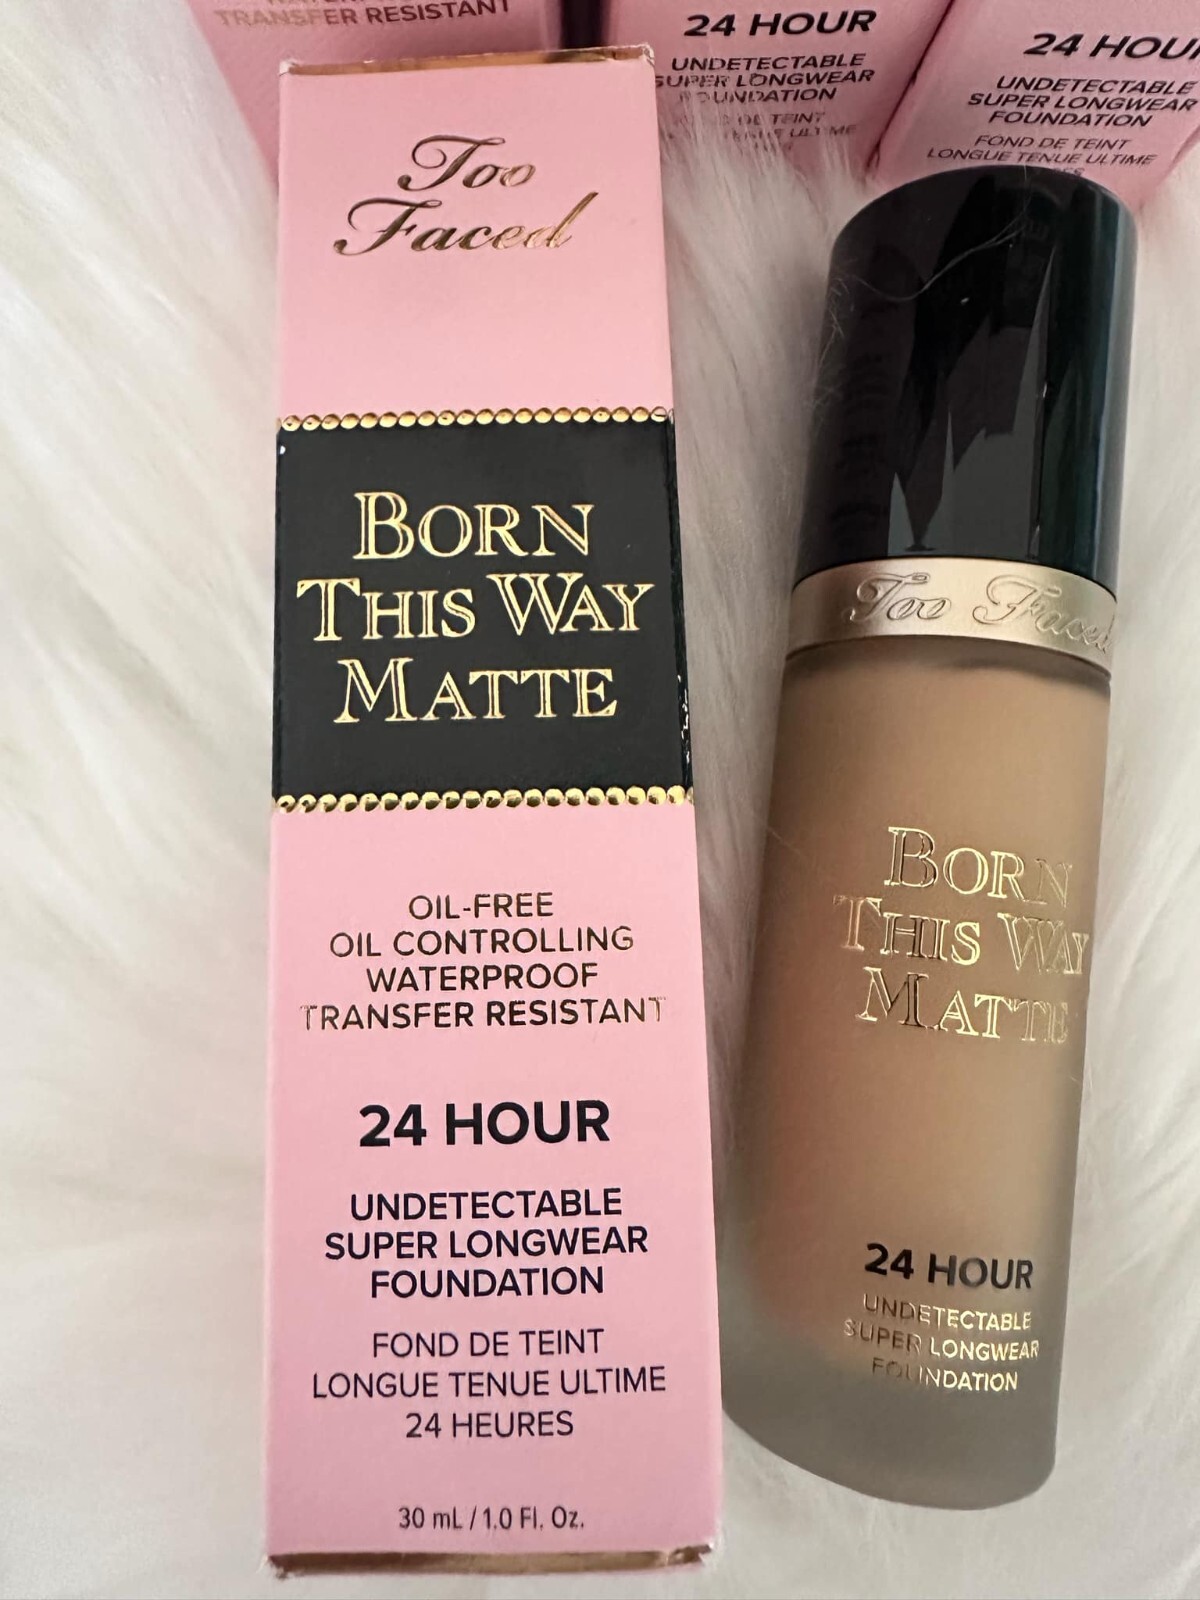 TRANSFER RESISTANT
24 HOUR
UNDETECTABLE
SUPER LONGWEAR
FOUNDATION
24 HOUR
UNDETECTABLE
SUPER LONGWEAR
FOUNDATION
FOND DE TEINT
LONGUE TENUE ULTIME
Too
Faced
BORN
THIS WAY
MATTE
OIL-FREE
OIL CONTROLLING
WATERPROOF
TRANSFER RESISTANT
24 HOUR
UNDETECTABLE
SUPER LONGWEAR
FOUNDATION
FOND DE TEINT
LONGUE TENUE ULTIME
24 HEURES
30 mL / 1.0 Fl. Oz.
Too Faced
BORN
THIS WAY
MATTE
24 HOUR
UNDETECTABLE
SUPER LONGWEAR
FOUNDATION